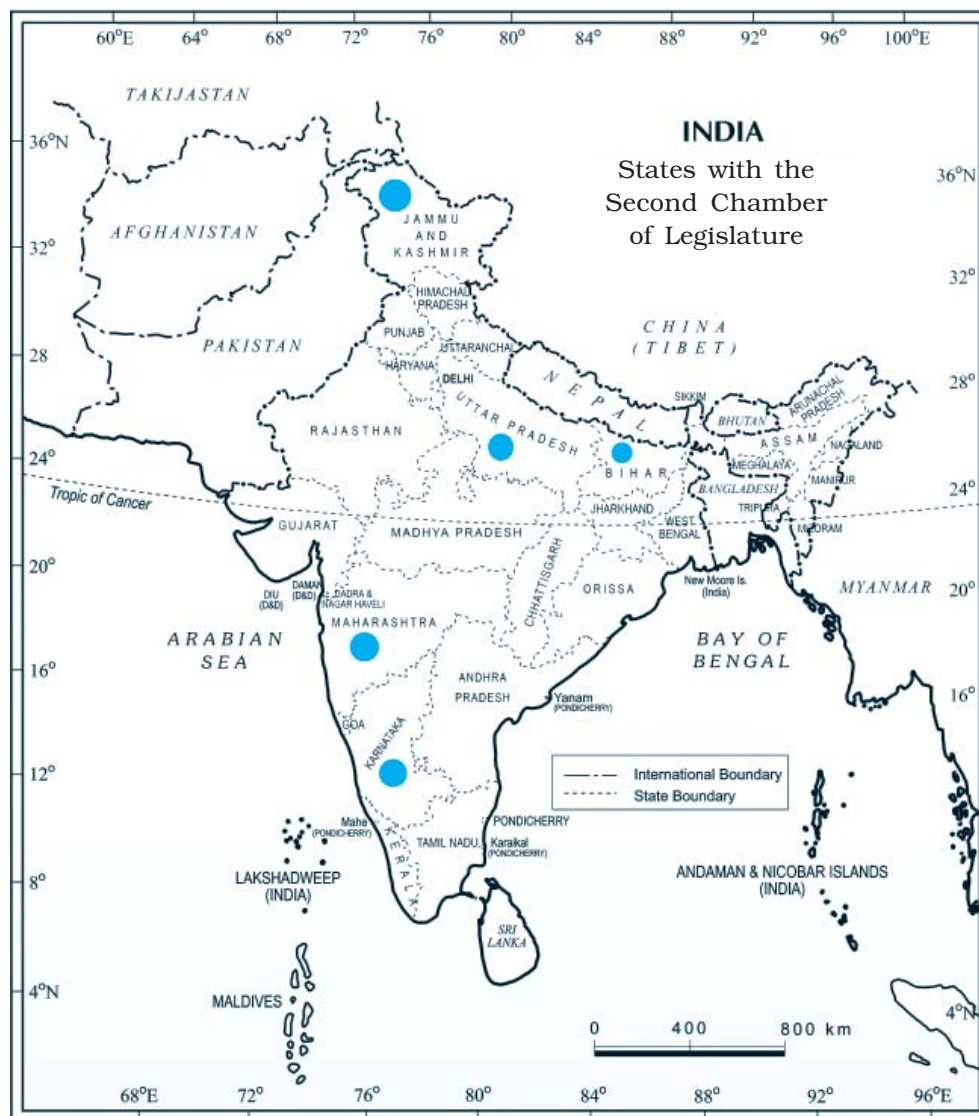 60°E 68°E 72°E 76°E 80°E 84°E 88°E 92°E 96°E 100°E
TAKIJASTAN
36°N
INDIA
States with the
Second Chamber
of Legislature
36°N
AFGHANISTAN
JAMMU
AND
KASHMIR
32°
32°
HIMACHAL
PRADESH
CHINA
(TIBET)
PAKISTAN
PUNJAB
UTTARANCHAL
28
HARYANA
DELHI
NEPAL
SIKKIM
28°
ARUNACHAL
PRADESH
BHUTAN
UTTAR PRADESH
RAJASTHAN
ASSAM
NAGALAND
24°
BIHAR
MEGHALAYA
MANIPUR
BANGLADESH
24°
Tropic of Cancer
JHARKHAND
TRIPURA
GUJARAT
MADHYA PRADESH
WEST
BENGAL
MIZORAM
20°
CHHATTISGARH
ORISSA
New Moore Is.
(India)
MYANMAR
20°
DIU
(D&D)
DAMAN
(D&D)
DADRA &
NAGAR HAVELI
MAHARASHTRA
ARABIAN
SEA
BAY OF
BENGAL
16°
ANDHRA
PRADESH
Yanam
(PONDICHERRY)
16°
GOA
KARNATAKA
12°
International Boundary
State Boundary
12°
Mahe
(PONDICHERRY)
PONDICHERRY
KERALA
TAMIL NADU
Karaikal
(PONDICHERRY)
LAKSHADWEEP
(INDIA)
ANDAMAN & NICOBAR ISLANDS
(INDIA)
8°
8°
SRI
LANKA
4°N
MALDIVES
4°N
0 400 800 km
68°E 72° 76° 80° 84° 88° 92° 96°E